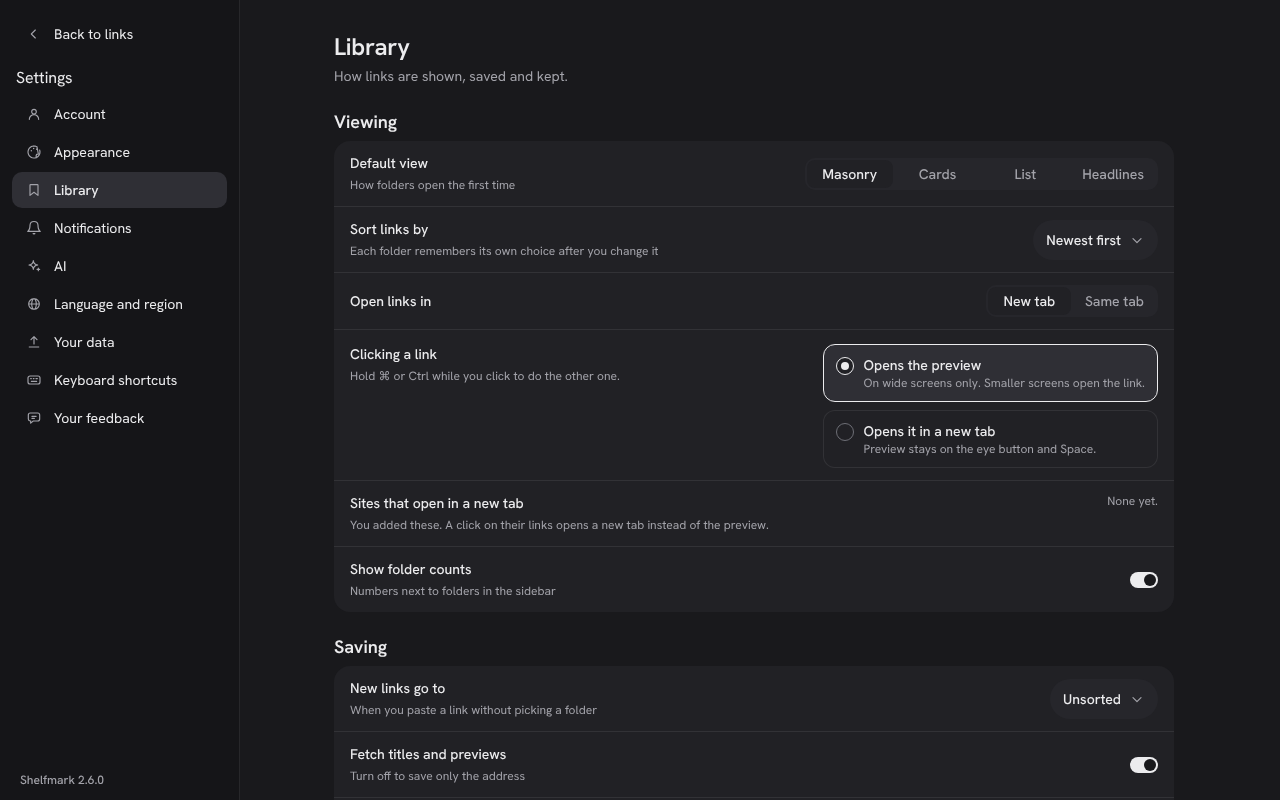 Back to links
Settings
Account
Appearance
Library
Notifications
AI
Language and region
Your data
Keyboard shortcuts
Your feedback
Shelfmark 2.6.0
Library
How links are shown, saved and kept.
Viewing
Default view
How folders open the first time
Masonry Cards List Headlines
Sort links by
Each folder remembers its own choice after you change it
Newest first
Open links in
New tab Same tab
Clicking a link
Hold ⌘ or Ctrl while you click to do the other one.
Opens the preview
On wide screens only. Smaller screens open the link.
Opens it in a new tab
Preview stays on the eye button and Space.
Sites that open in a new tab
You added these. A click on their links opens a new tab instead of the preview.
None yet.
Show folder counts
Numbers next to folders in the sidebar
Saving
New links go to
When you paste a link without picking a folder
Unsorted
Fetch titles and previews
Turn off to save only the address